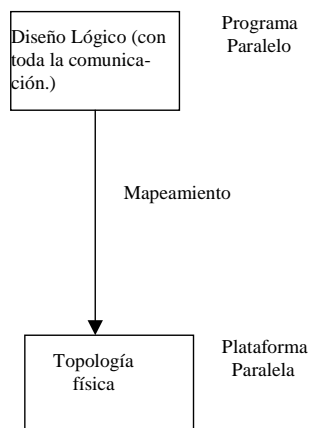 Diseño Lógico (con
toda la comunica-
ción.)
Programa
Paralelo
Mapeamiento
Topología
física
Plataforma
Paralela